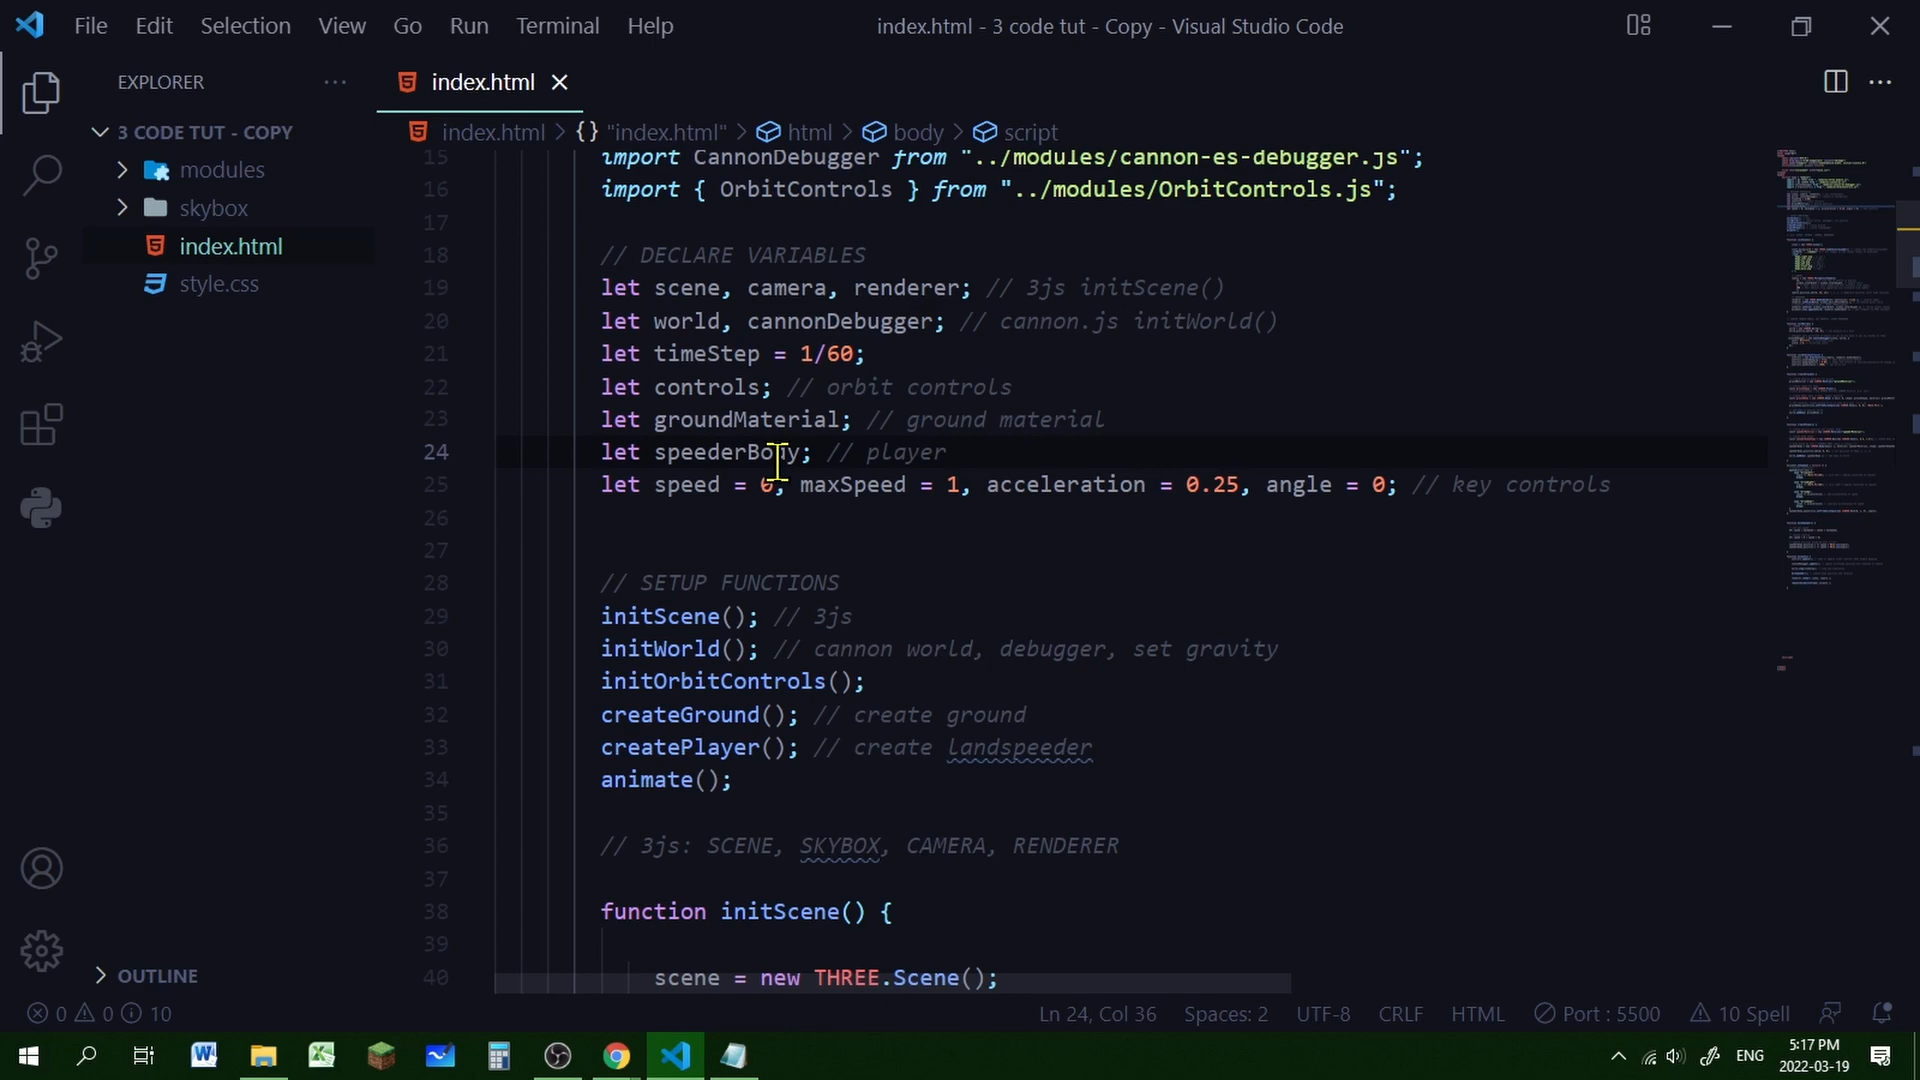 File Edit Selection View Go Run Terminal Help index.html - 3 code tut - Copy - Visual Studio Code
EXPLORER
index.html
3 CODE TUT - COPY
modules
skybox
index.html
style.css
OUTLINE
index.html > {} "index.html" > html > body > script
15 import CannonDebugger from "../modules/cannon-es-debugger.js";
16 import { OrbitControls } from "../modules/OrbitControls.js";
17
18 // DECLARE VARIABLES
19 let scene, camera, renderer; // 3js initScene()
20 let world, cannonDebugger; // cannon.js initWorld()
21 let timeStep = 1/60;
22 let controls; // orbit controls
23 let groundMaterial; // ground material
24 let speederBody; // player
25 let speed = 0, maxSpeed = 1, acceleration = 0.25, angle = 0; // key controls
26
27
28 // SETUP FUNCTIONS
29 initScene(); // 3js
30 initWorld(); // cannon world, debugger, set gravity
31 initOrbitControls();
32 createGround(); // create ground
33 createPlayer(); // create landspeeder
34 animate();
35
36 // 3js: SCENE, SKYBOX, CAMERA, RENDERER
37
38 function initScene() {
39
40 scene = new THREE.Scene();
0 0 10 Ln 24, Col 36 Spaces: 2 UTF-8 CRLF HTML Port : 5500 10 Spell
ENG
5:17 PM
2022-03-19